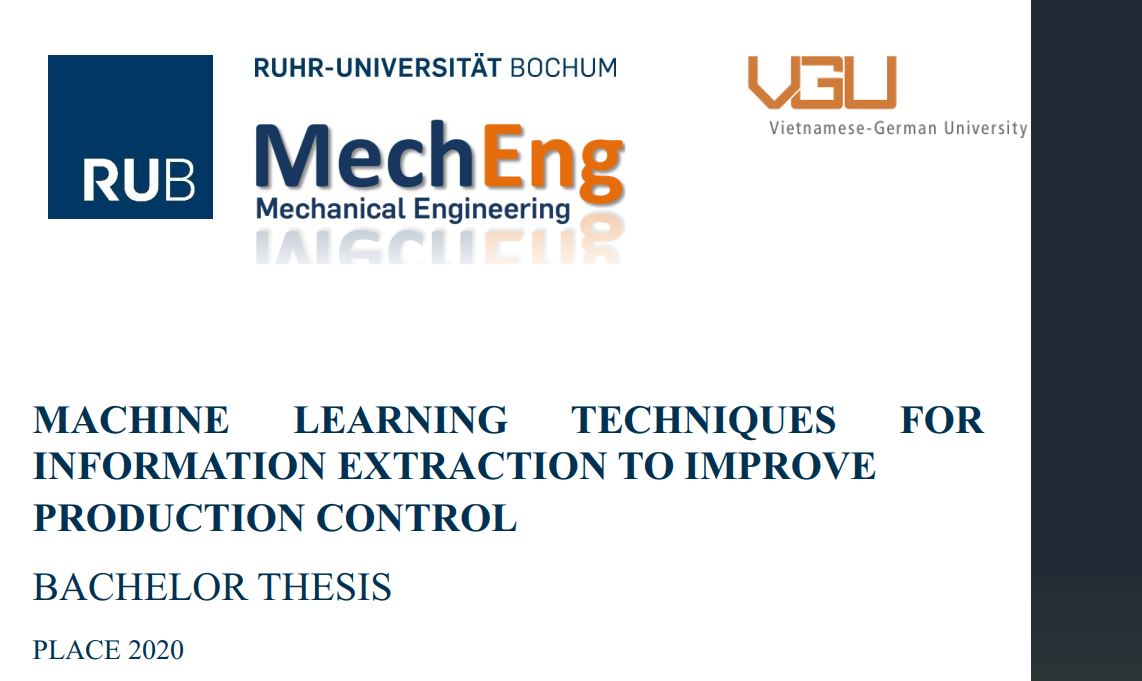 RUB
RUHR-UNIVERSITÄT BOCHUM
MechEng
Mechanical Engineering
VGU
Vietnamese-German University
MACHINE LEARNING TECHNIQUES FOR
INFORMATION EXTRACTION TO IMPROVE
PRODUCTION CONTROL
BACHELOR THESIS
PLACE 2020